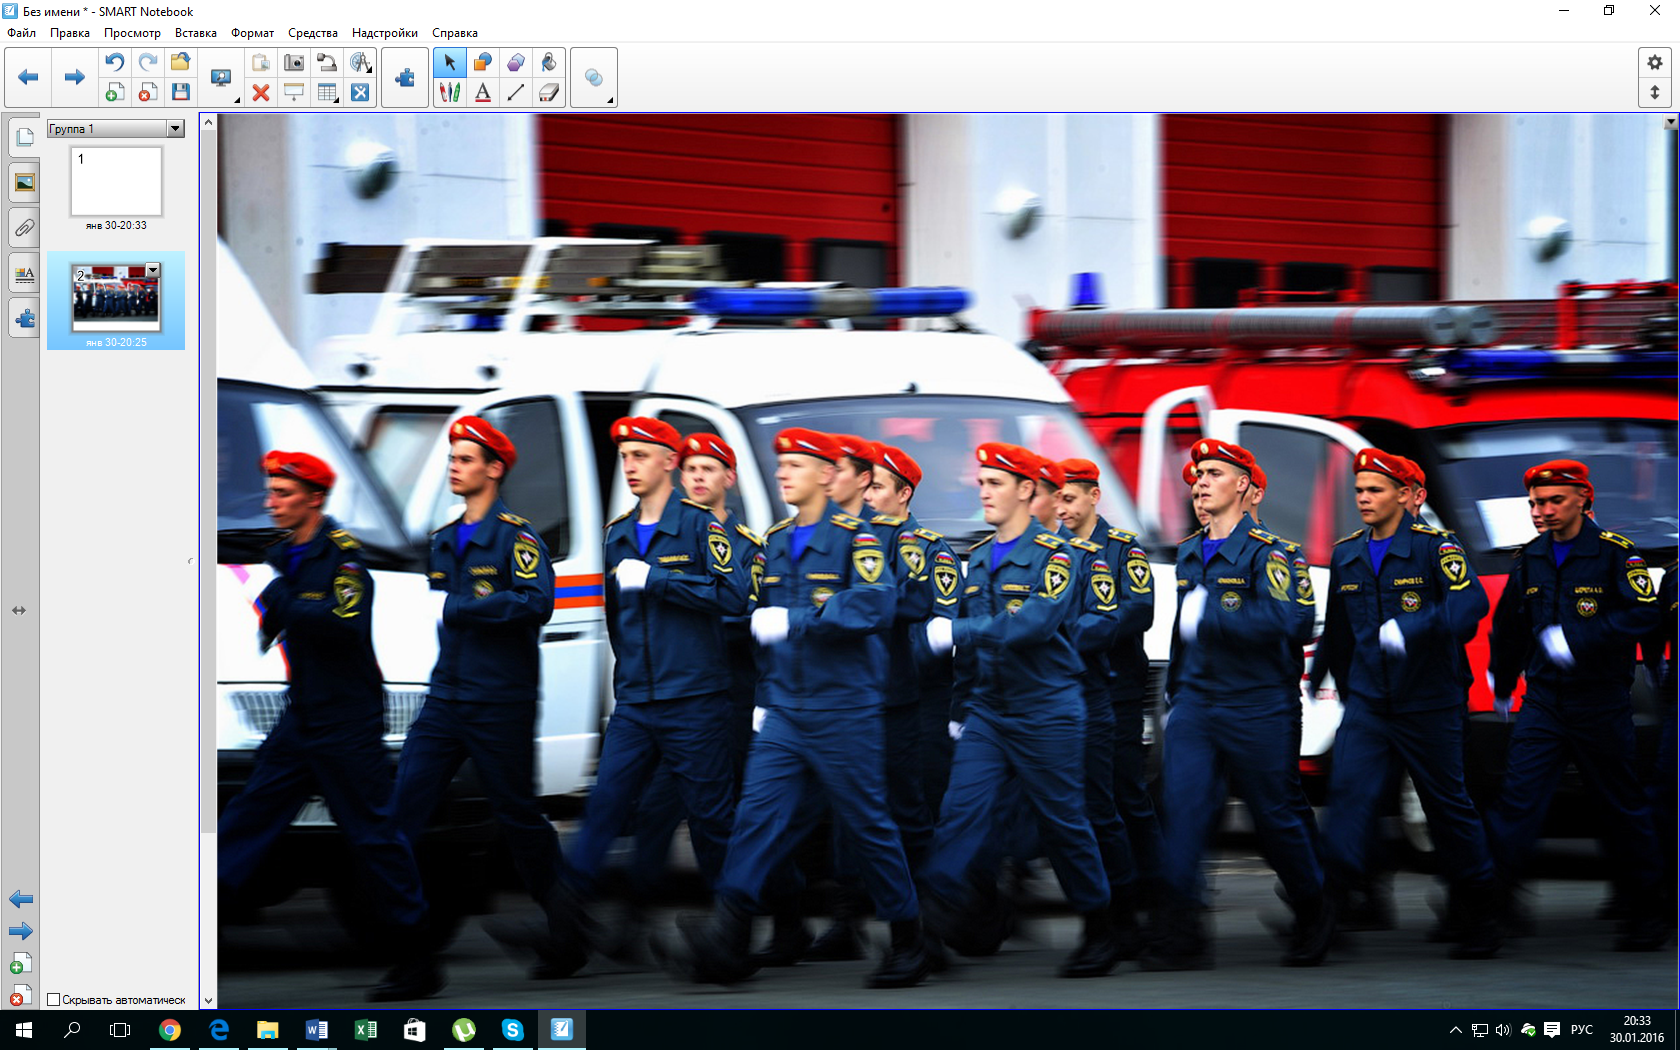 Без имени * - SMART Notebook
Файл Правка Просмотр Вставка Формат Средства Надстройки Справка
Группа 1
1
янв 30-20:33
2
янв 30-20:25
Скрывать автоматическ
РУС
20:33
30.01.2016